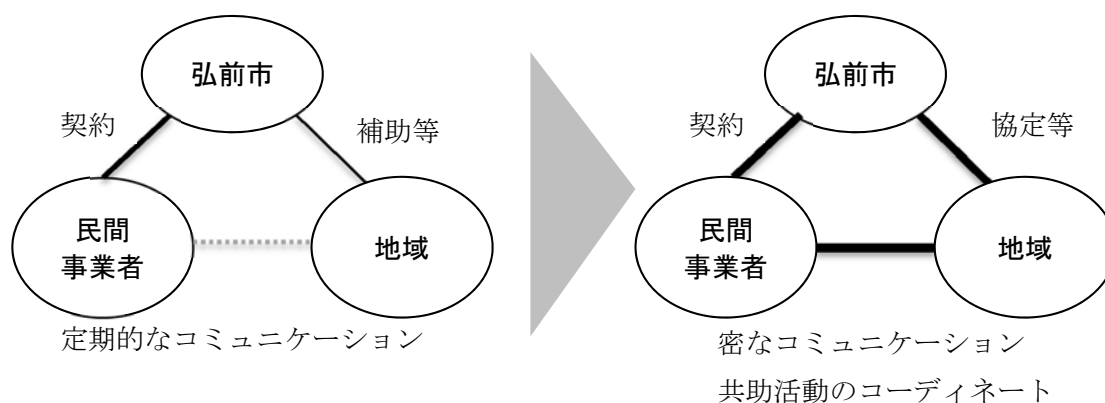 弘前市
契約
補助等
民間
事業者
地域
定期的なコミュニケーション
弘前市
契約
協定等
民間
事業者
地域
密なコミュニケーション
共助活動のコーディネート